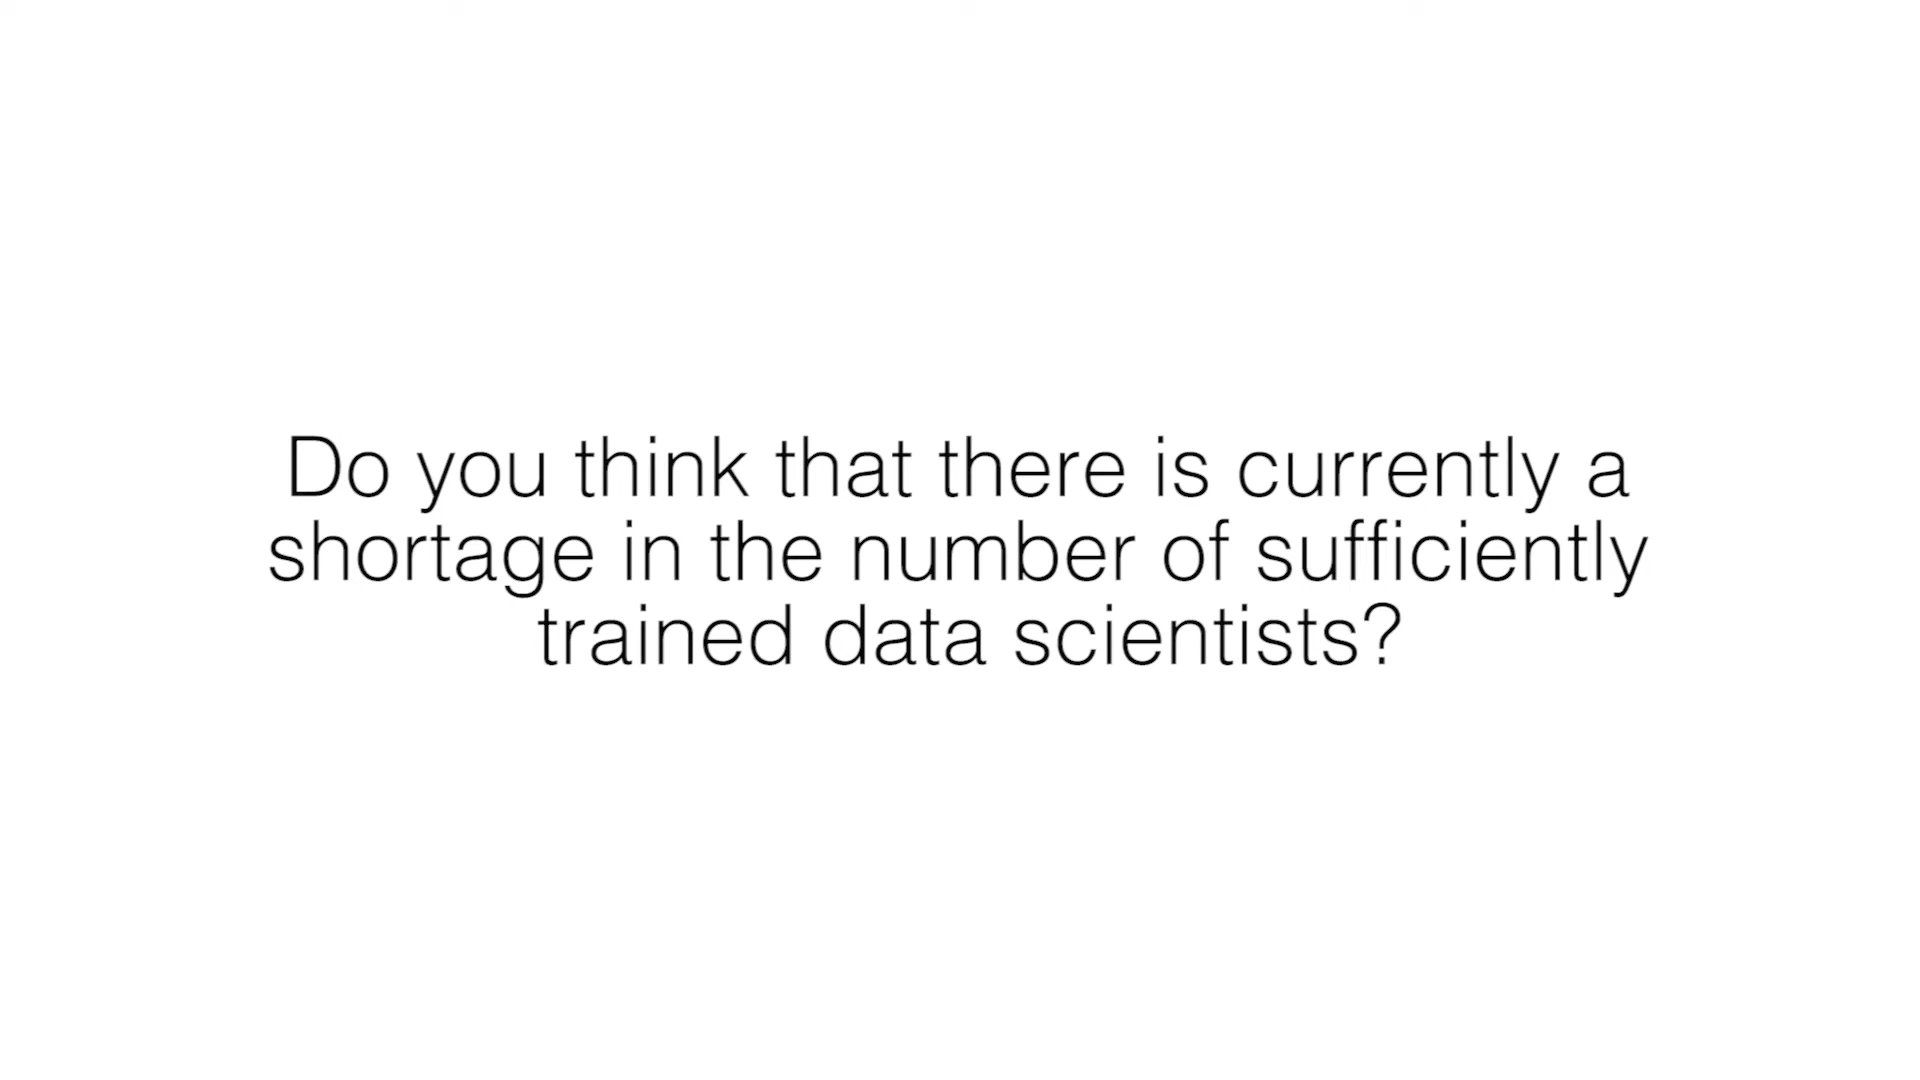 Do you think that there is currently a
shortage in the number of sufficiently
trained data scientists?